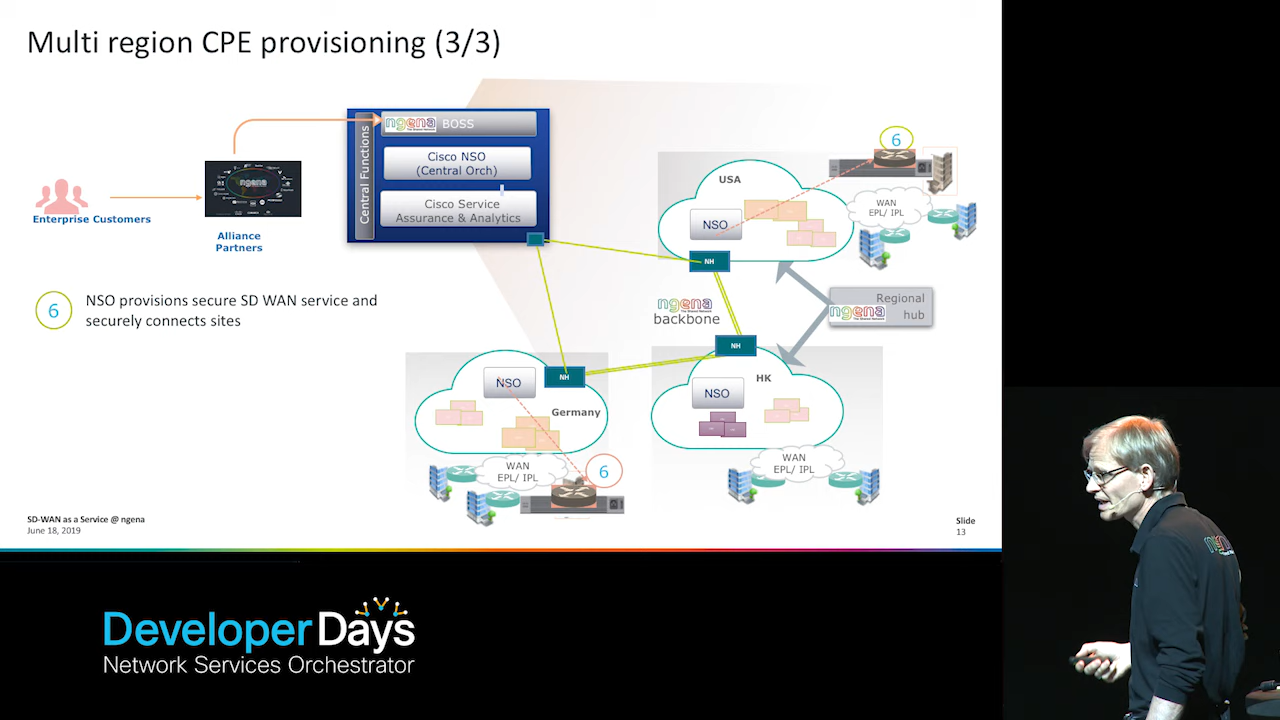 Multi region CPE provisioning (3/3)
Central Functions
ngena BOSS
Cisco NSO
(Central Orch)
Cisco Service
Assurance & Analytics
Enterprise Customers
ngena
Alliance
Partners
6
NSO provisions secure SD WAN service and
securely connects sites
USA
NSO
NH
6
WAN
EPL/ IPL
ngena
backbone
Regional
ngena hub
NH
HK
NSO
WAN
EPL/ IPL
NSO
NH
Germany
WAN
EPL/ IPL
6
SD-WAN as a Service @ ngena
June 18, 2019
Slide
13
DeveloperDays
Network Services Orchestrator